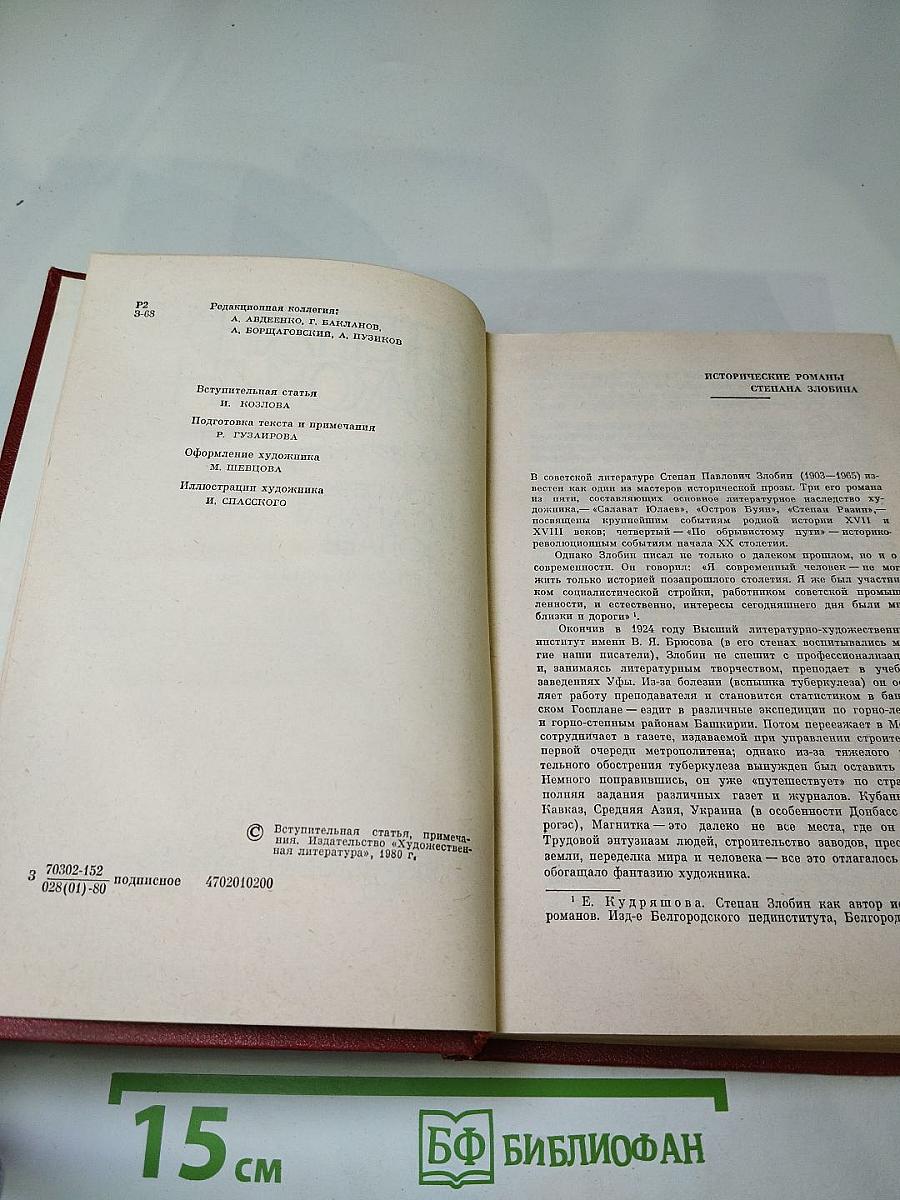 Р2
З-68
Редакционная коллегия:
А. АВДЕЕНКО, Г. БАКЛАНОВ,
А. БОРЩАГОВСКИЙ, А. ПУЗИКОВ
Вступительная статья
И. КОЗЛОВА
Подготовка текста и примечания
Р. ГУЗАИРОВА
Оформление художника
М. ШЕВЦОВА
Иллюстрации художника
И. СПАССКОГО
© Вступительная статья, примеча-
ния. Издательство «Художествен-
ная литература», 1980 г.
З 70302-152
028(01)-80 подписное 4702010200
ИСТОРИЧЕСКИЕ РОМАНЫ
СТЕПАНА ЗЛОБИНА
В советской литературе Степан Павлович Злобин (1903—1965) из-
вестен как один из мастеров исторической прозы. Три его романа
из пяти, составляющих основное литературное наследство ху-
дожника,— «Салават Юлаев», «Остров Буян», «Степан Разин»,—
посвящены крупнейшим событиям родной истории XVII и
XVIII веков; четвертый — «По обрывистому пути» — историко-
революционным событиям начала XX столетия.
Однако Злобин писал не только о далеком прошлом, но и о
современности. Он говорил: «Я современный человек — не мог
жить только историей позапрошлого столетия. Я же был участни-
ком социалистической стройки, работником советской промыш-
ленности, и естественно, интересы сегодняшнего дня были мн
близки и дороги» ¹.
Окончив в 1924 году Высший литературно-художественн
институт имени В. Я. Брюсова (в его стенах воспитывались м
гие наши писатели), Злобин не спешит с профессионализац
и, занимаясь литературным творчеством, преподает в учеб
заведениях Уфы. Из-за болезни (вспышка туберкулеза) он ос
ляет работу преподавателя и становится статистиком в баш
ском Госплане — ездит в различные экспедиции по горно-ле
и горно-степным районам Башкирии. Потом переезжает в М
сотрудничает в газете, издаваемой при управлении строите
первой очереди метрополитена; однако из-за тяжелого
тельного обострения туберкулеза вынужден был оставить
Немного поправившись, он уже «путешествует» по стра
полняя задания различных газет и журналов. Кубан
Кавказ, Средняя Азия, Украина (в особенности Донбасс
рогэс), Магнитка — это далеко не все места, где он
Трудовой энтузиазм людей, строительство заводов, прес
земли, переделка мира и человека — все это отлагалось
обогащало фантазию художника.
¹ Е. Кудряшова. Степан Злобин как автор ис
романов. Изд-е Белгородского пединститута, Белгород
15 см
БФ БИБЛИОФАН